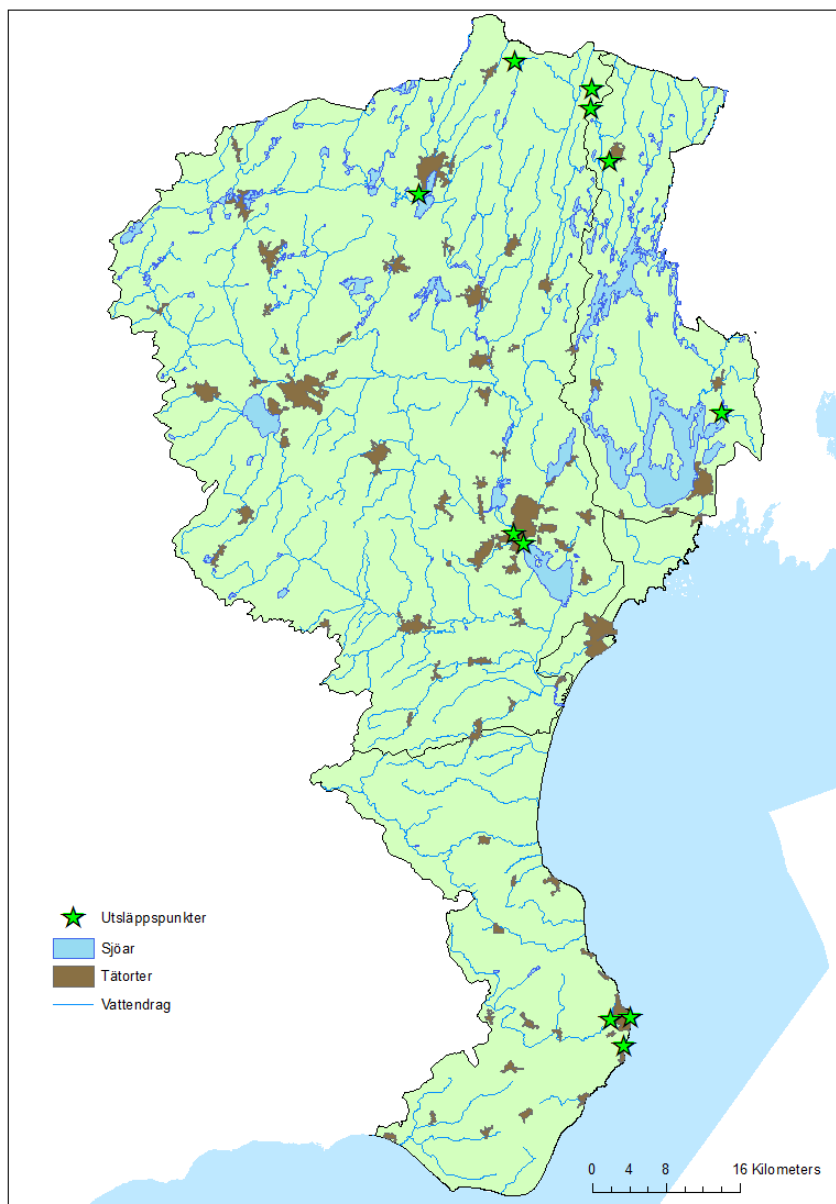 Utsläppspunkter
Sjöar
Tätorter
Vattendrag
0 4 8 16 Kilometers